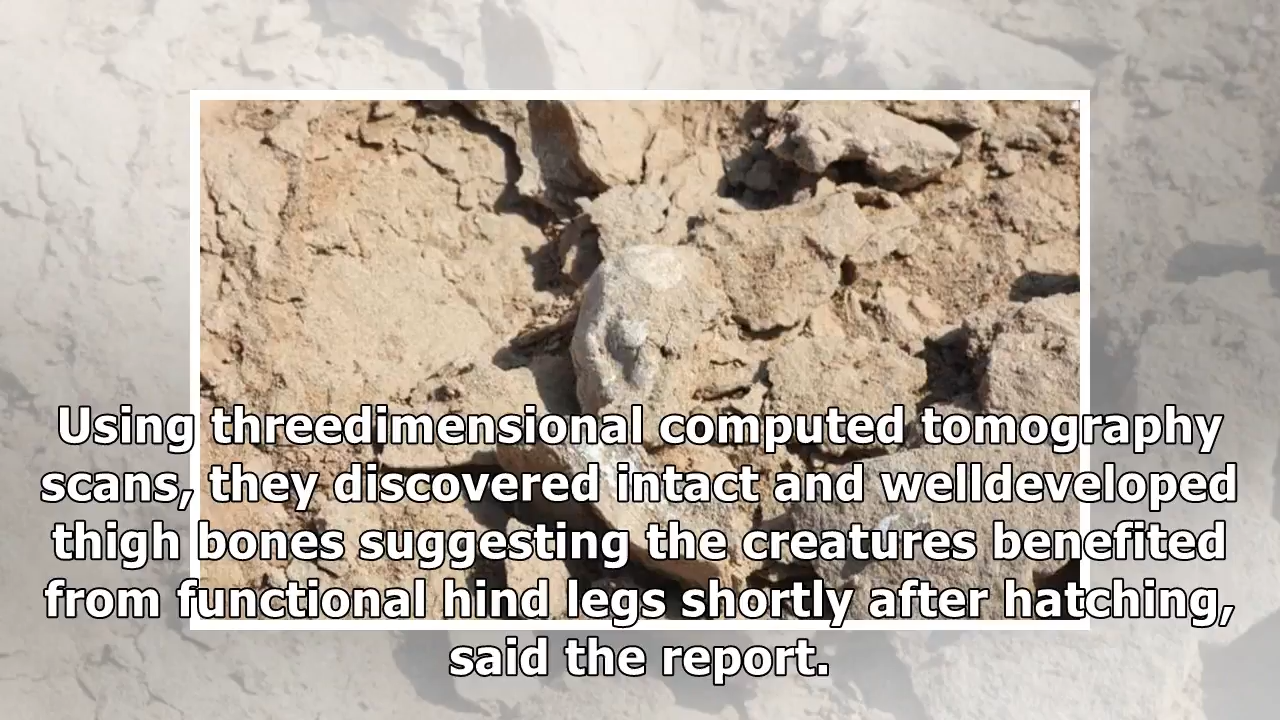 Using threedimensional computed tomography
scans, they discovered intact and welldeveloped
thigh bones suggesting the creatures benefited
from functional hind legs shortly after hatching,
said the report.